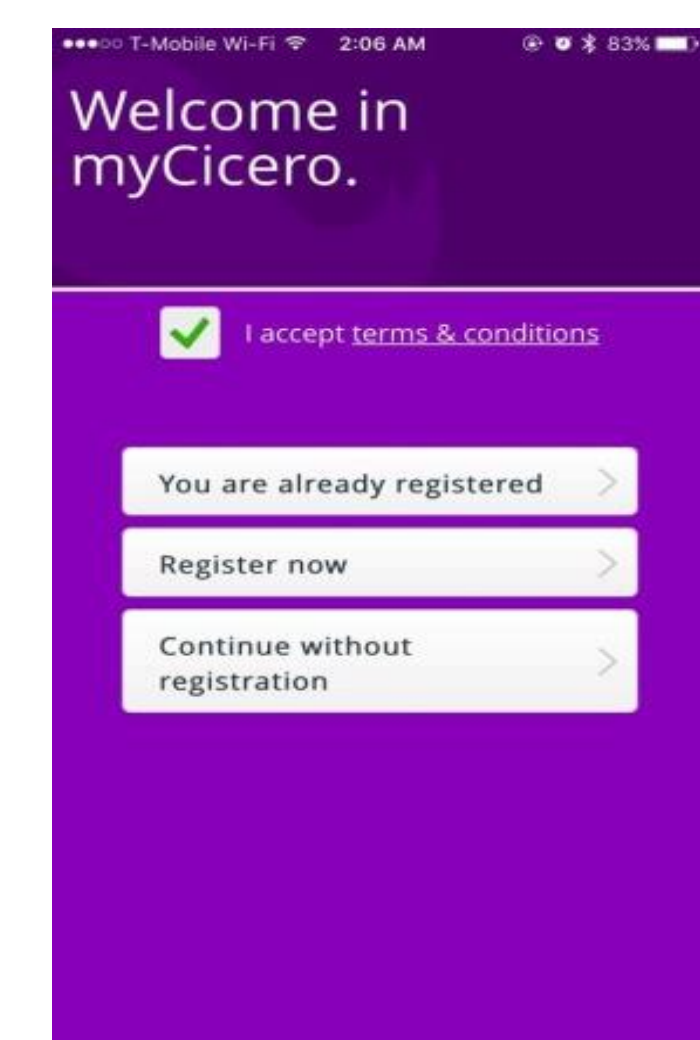 T-Mobile Wi-Fi 2:06 AM 83%
Welcome in
myCicero.
I accept terms & conditions
You are already registered
Register now
Continue without
registration